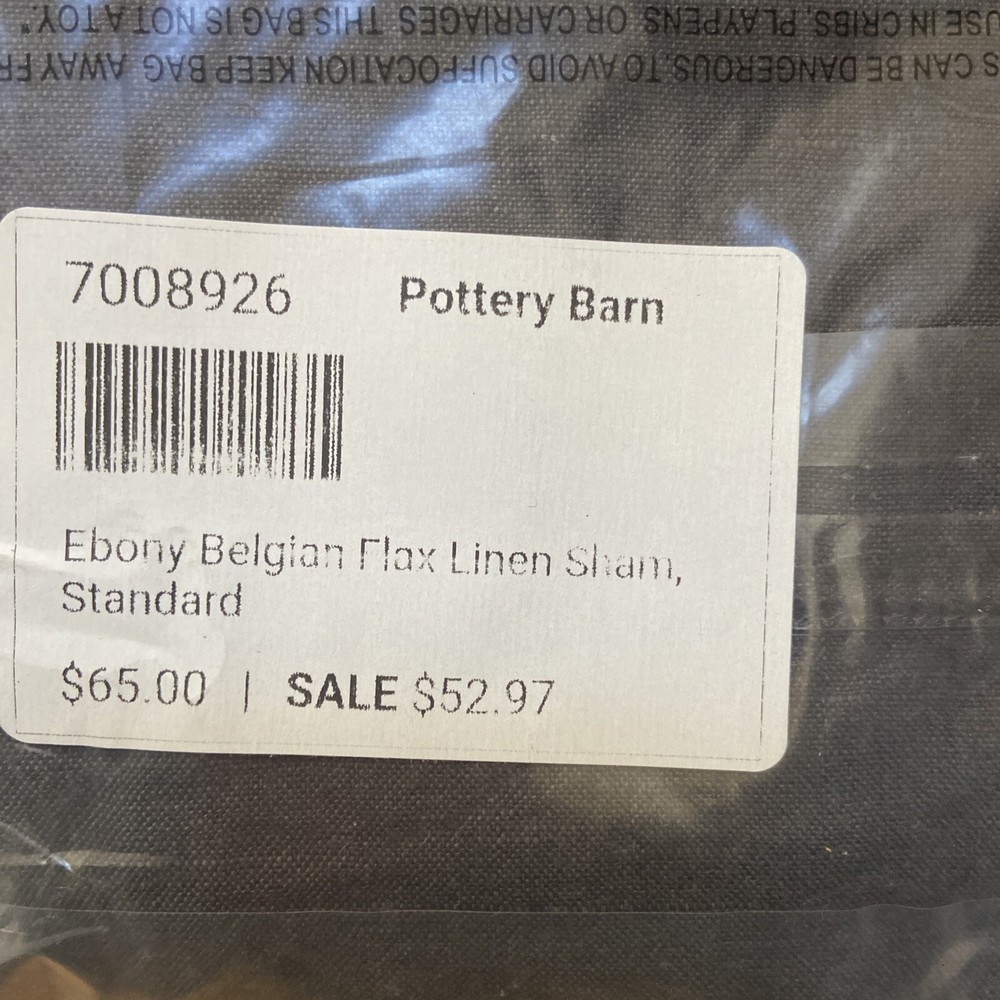 S CAN BE DANGEROUS, TO AVOID SUFFOCATION KEEP BAG AWAY FR
USE IN CRIBS, PLAYPENS OR CARRIAGES THIS BAG IS NOT A TOY."
7008926
Pottery Barn
Ebony Belgian Flax Linen Sham,
Standard
$65.00 | SALE $52.97